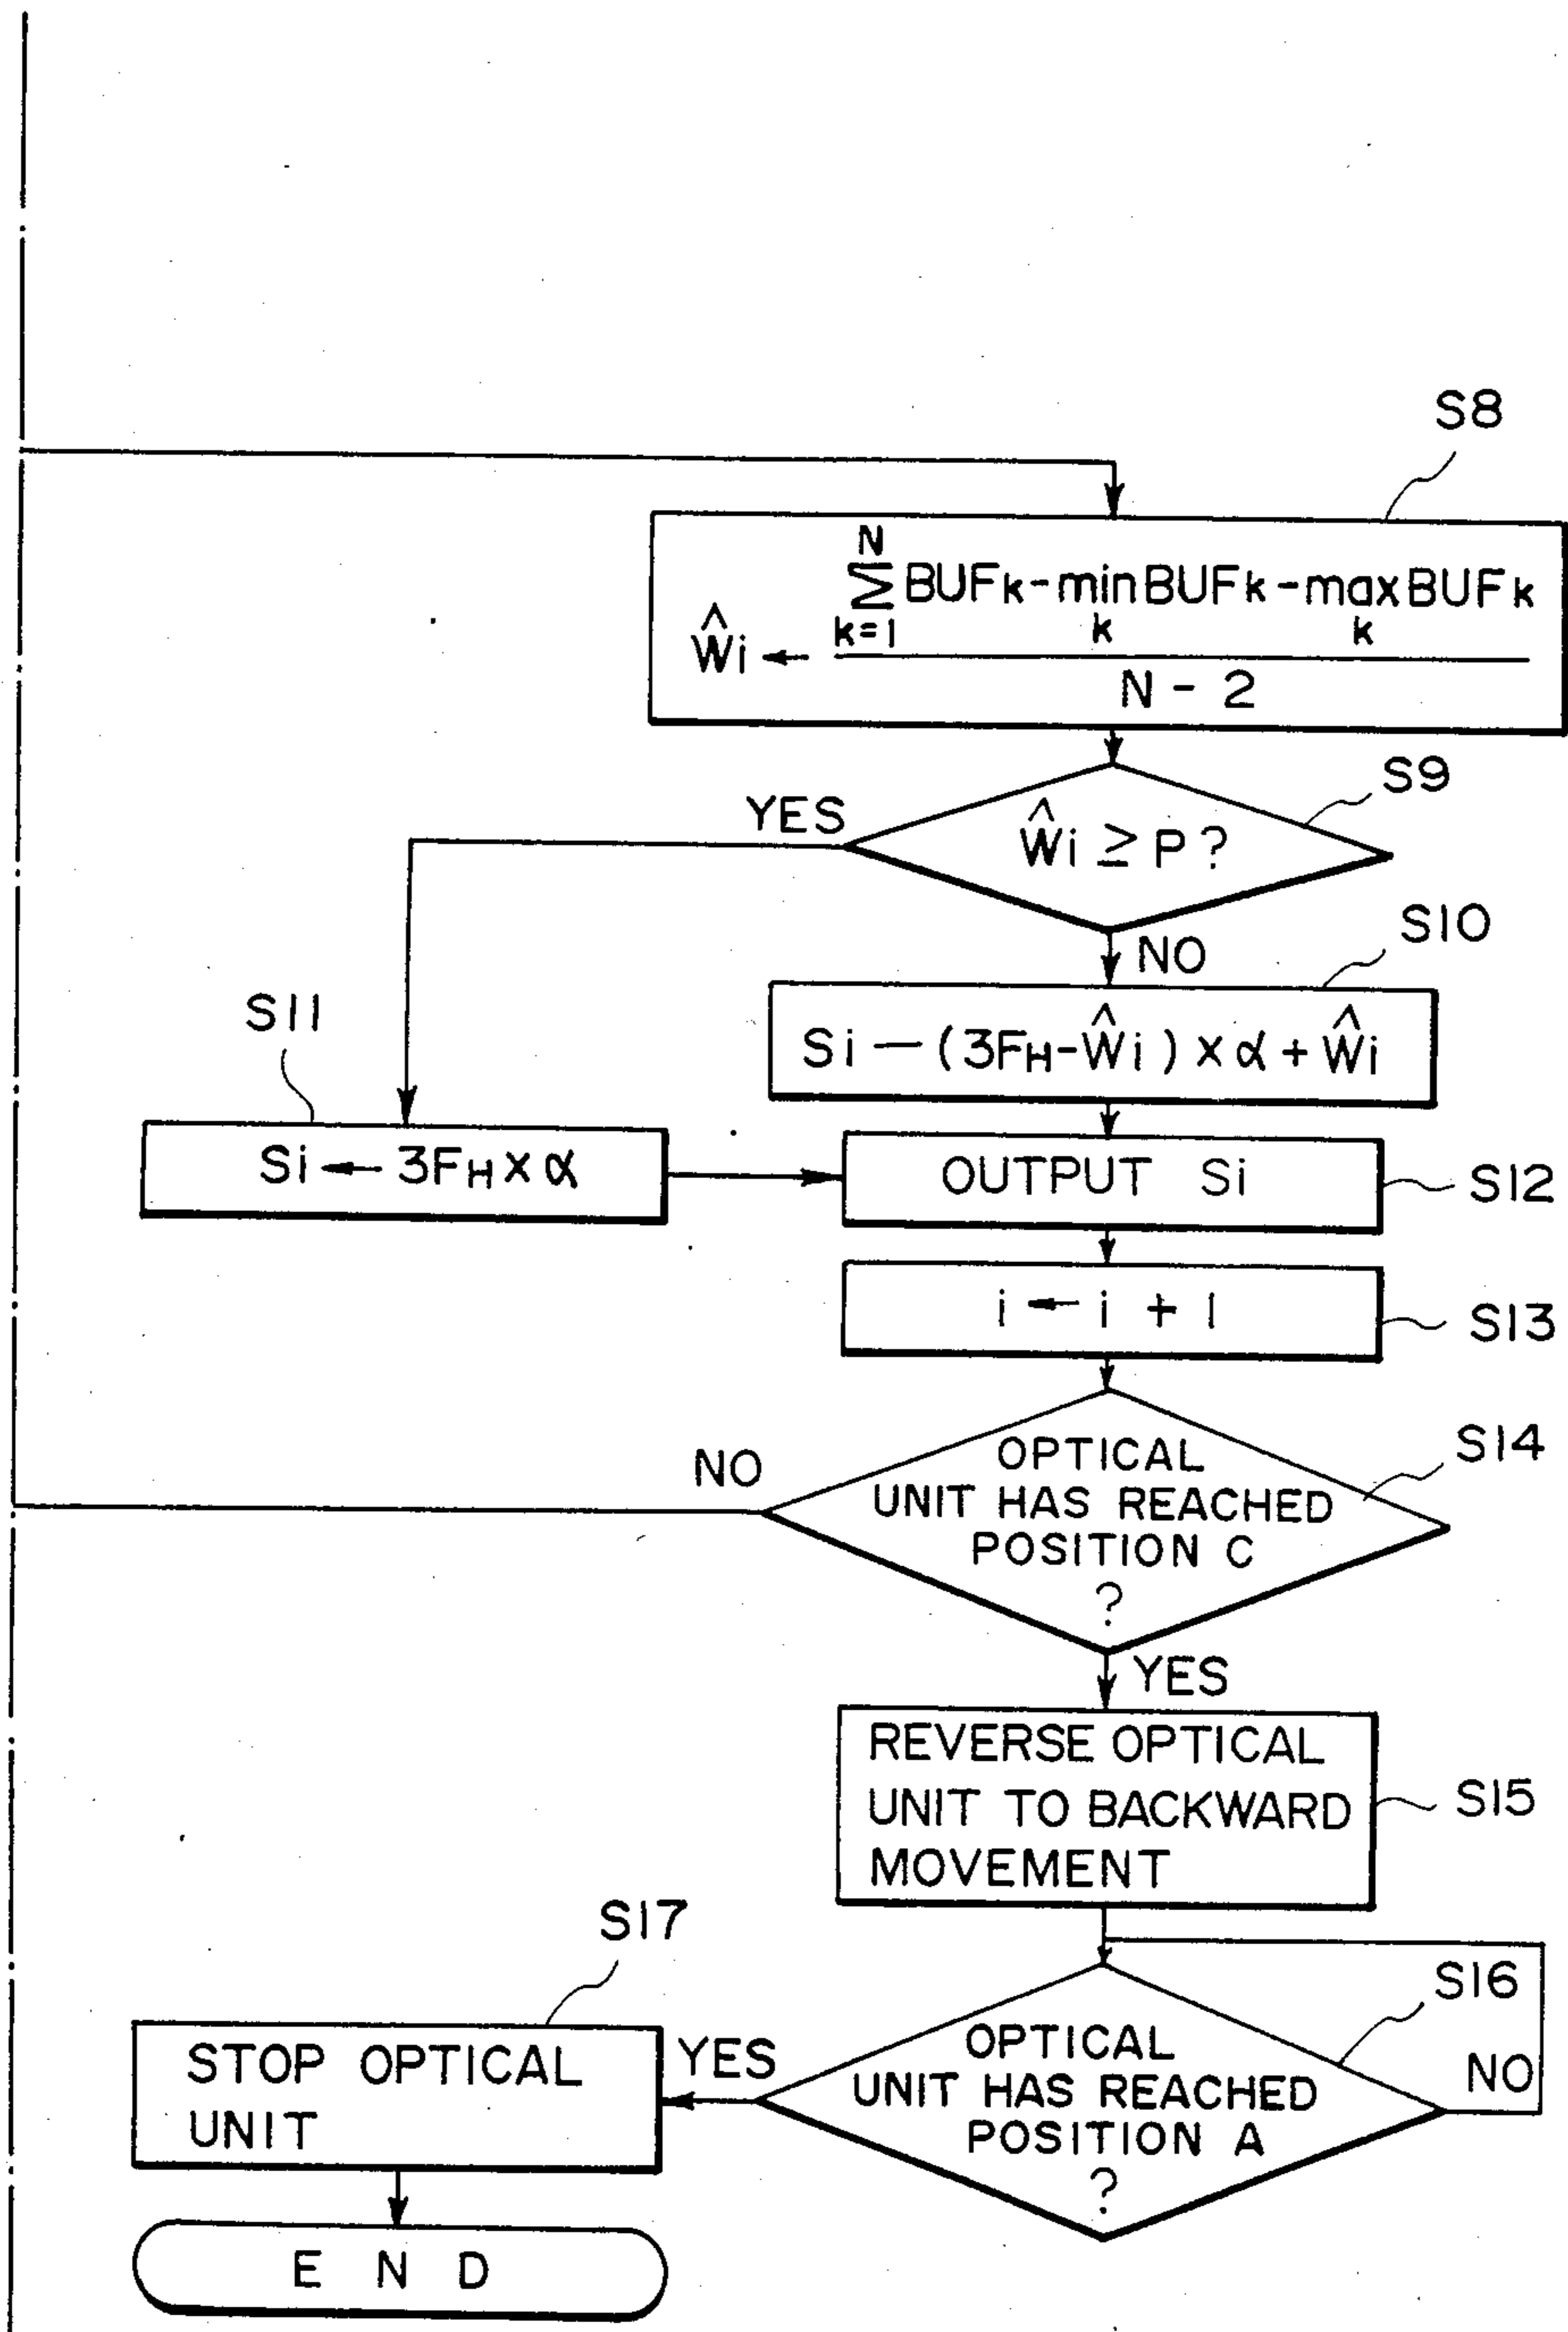 S8
N
Σ BUFk - min BUFk - max BUFk
k=1 k k
Ŵi ←
N - 2
S9
YES
Ŵi ≥ P ?
S10
NO
S11
Si — (3FH-Ŵi) x α + Ŵi
Si ← 3FH x α
OUTPUT Si
S12
i ← i + 1
S13
S14
NO
OPTICAL
UNIT HAS REACHED
POSITION C
?
YES
REVERSE OPTICAL
UNIT TO BACKWARD
MOVEMENT
S15
S17
S16
STOP OPTICAL
UNIT
YES
OPTICAL
UNIT HAS REACHED
POSITION A
?
NO
E N D